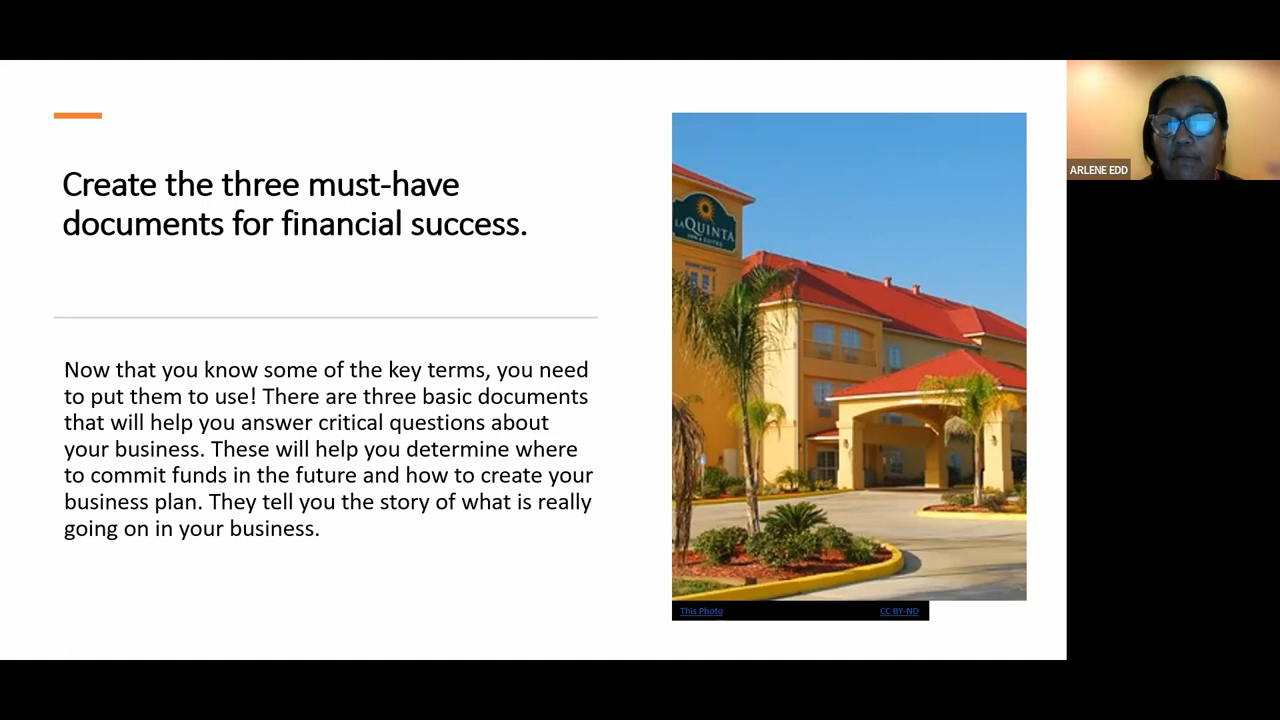 Create the three must-have
documents for financial success.
Now that you know some of the key terms, you need
to put them to use! There are three basic documents
that will help you answer critical questions about
your business. These will help you determine where
to commit funds in the future and how to create your
business plan. They tell you the story of what is really
going on in your business.
LAQUINTA
INN & SUITES
This Photo
CC BY-ND
ARLENE EDD